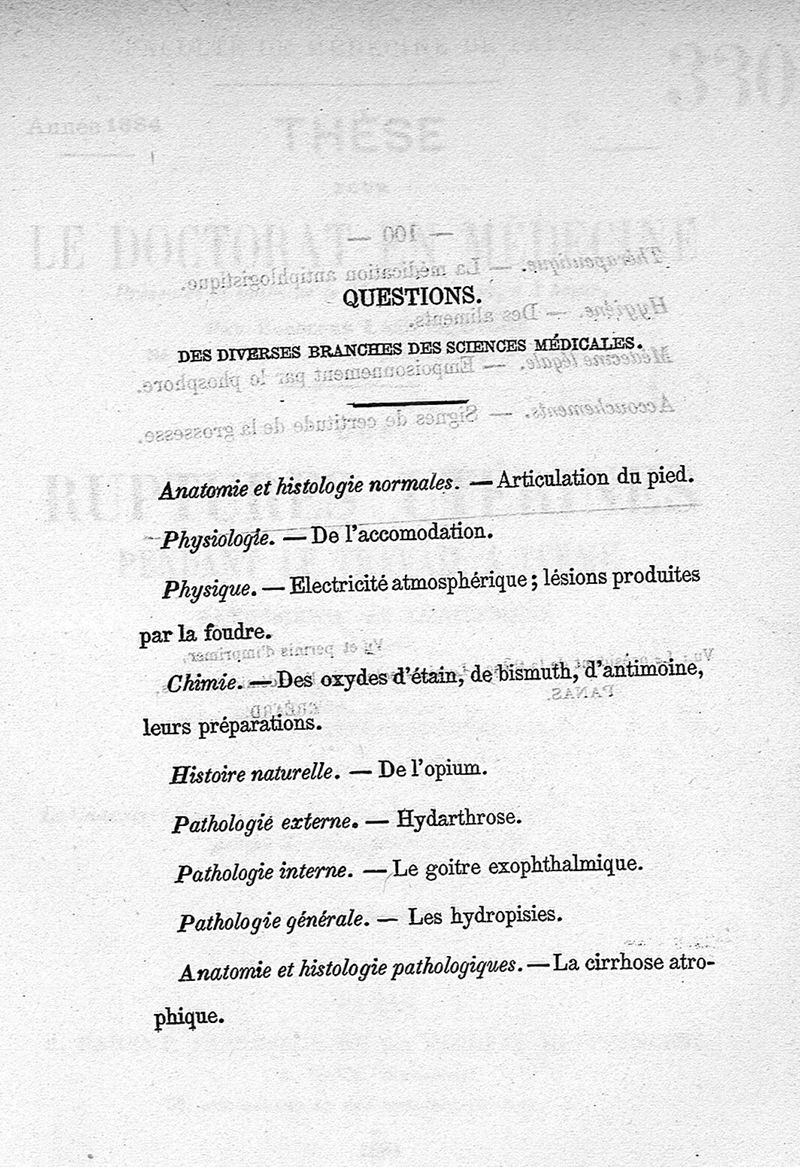 QUESTIONS.
DES DIVERSES BRANCHES DES SCIENCES MÉDICALES.
Anatomie et histologie normales. — Articulation du pied.
Physiologie. — De l'accomodation.
Physique. — Electricité atmosphérique ; lésions produites
par la foudre.
Chimie. — Des oxydes d'étain, de bismuth, d'antimoine,
leurs préparations.
Histoire naturelle. — De l'opium.
Pathologie externe. — Hydarthrose.
Pathologie interne. — Le goitre exophthalmique.
Pathologie générale. — Les hydropisies.
Anatomie et histologie pathologiques. — La cirrhose atro-
phique.